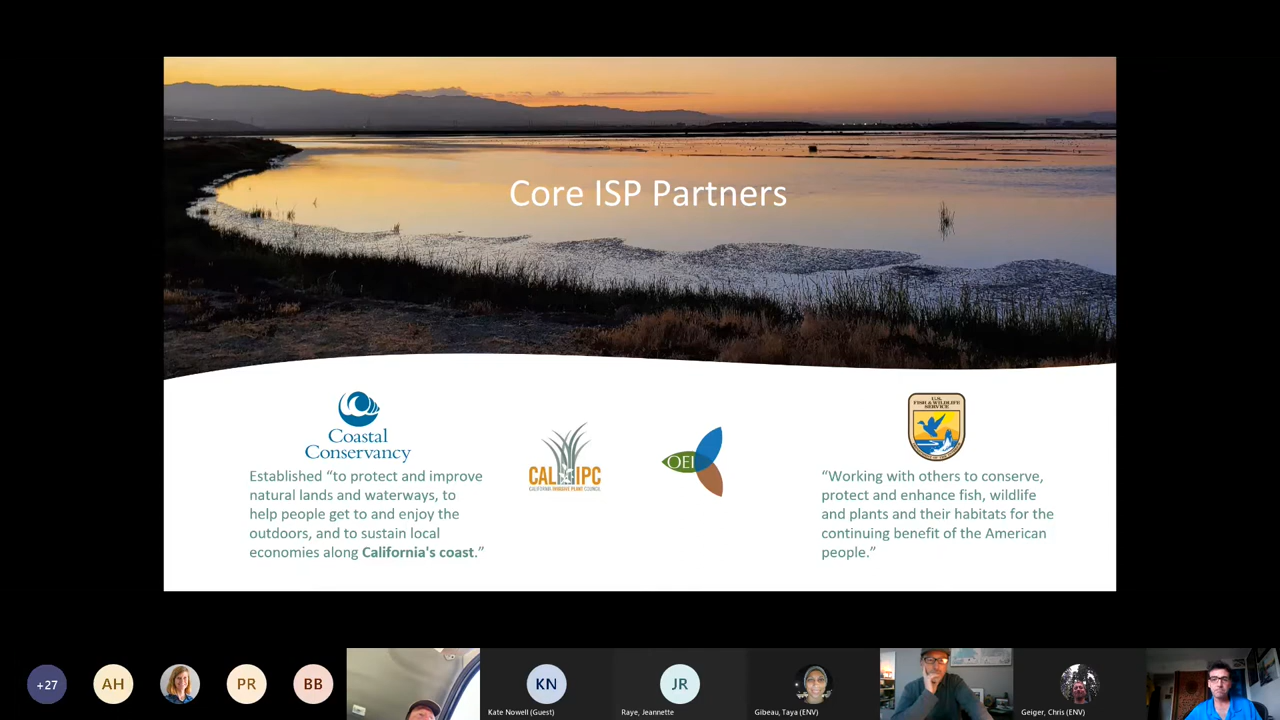 Core ISP Partners
Coastal
Conservancy
Established “to protect and improve
natural lands and waterways, to
help people get to and enjoy the
outdoors, and to sustain local
economies along California's coast.”
CAL IPC
CALIFORNIA INVASIVE PLANT COUNCIL
OEI
U.S.
FISH & WILDLIFE
SERVICE
“Working with others to conserve,
protect and enhance fish, wildlife
and plants and their habitats for the
continuing benefit of the American
people.”
+27
AH
PR
BB
KN
Kate Nowell (Guest)
JR
Raye, Jeannette
Gibeau, Taya (ENV)
Geiger, Chris (ENV)